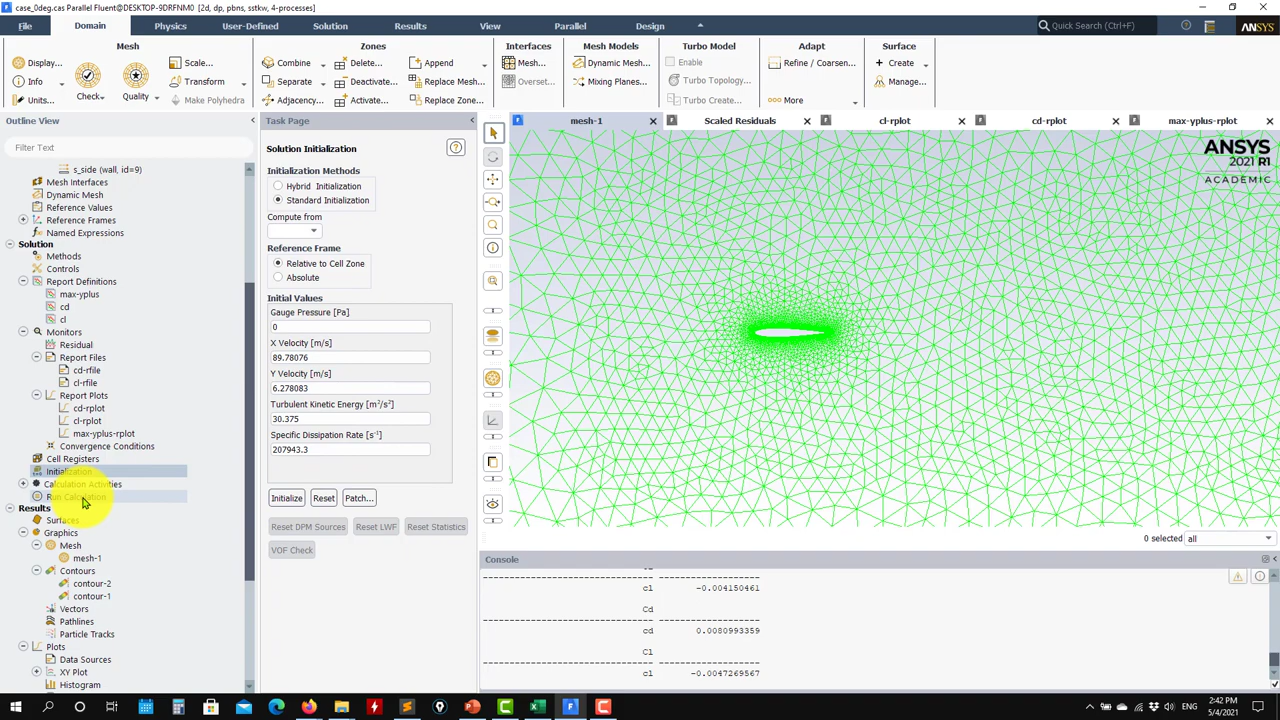 case_0deg.cas Parallel Fluent@DESKTOP-9DRFNM0 [2d, dp, pbns, sstkw, 4-processes]
File Domain Physics User-Defined Solution Results View Parallel Design Quick Search (Ctrl+F) ANSYS
Mesh Zones Interfaces Mesh Models Turbo Model Adapt Surface
Display... Scale... Combine Delete... Append Mesh... Dynamic Mesh... Enable Refine / Coarsen... Create
Info Check Quality Transform Separate Deactivate... Replace Mesh... Overset... Mixing Planes... Turbo Topology... Manage...
Units... Make Polyhedra Adjacency... Activate... Replace Zone... Turbo Create... More
Outline View
Filter Text
s_side (wall, id=9)
Mesh Interfaces
Dynamic Mesh
Reference Values
Reference Frames
Named Expressions
Solution
Methods
Controls
Report Definitions
max-yplus
cd
cl
Monitors
Residual
Report Files
cd-rfile
cl-rfile
Report Plots
cd-rplot
cl-rplot
max-yplus-rplot
Convergence Conditions
Cell Registers
Initialization
Calculation Activities
Run Calculation
Results
Surfaces
Graphics
Mesh
mesh-1
Contours
contour-2
contour-1
Vectors
Pathlines
Particle Tracks
Plots
Data Sources
XY Plot
Histogram
Task Page
Solution Initialization
Initialization Methods
Hybrid Initialization
Standard Initialization
Compute from
Reference Frame
Relative to Cell Zone
Absolute
Initial Values
Gauge Pressure [Pa]
0
X Velocity [m/s]
89.78076
Y Velocity [m/s]
6.278083
Turbulent Kinetic Energy [m²/s²]
30.375
Specific Dissipation Rate [s⁻¹]
207943.3
Initialize Reset Patch...
Reset DPM Sources Reset LWF Reset Statistics
VOF Check
mesh-1 Scaled Residuals cl-rplot cd-rplot max-yplus-rplot
ANSYS
2021 R1
ACADEMIC
0 selected all
Console
---------------------------------- --------------------
cl -0.004150461
Cd
---------------------------------- --------------------
cd 0.0080993359
Cl
---------------------------------- --------------------
cl -0.0047269567
ENG 2:42 PM
5/4/2021